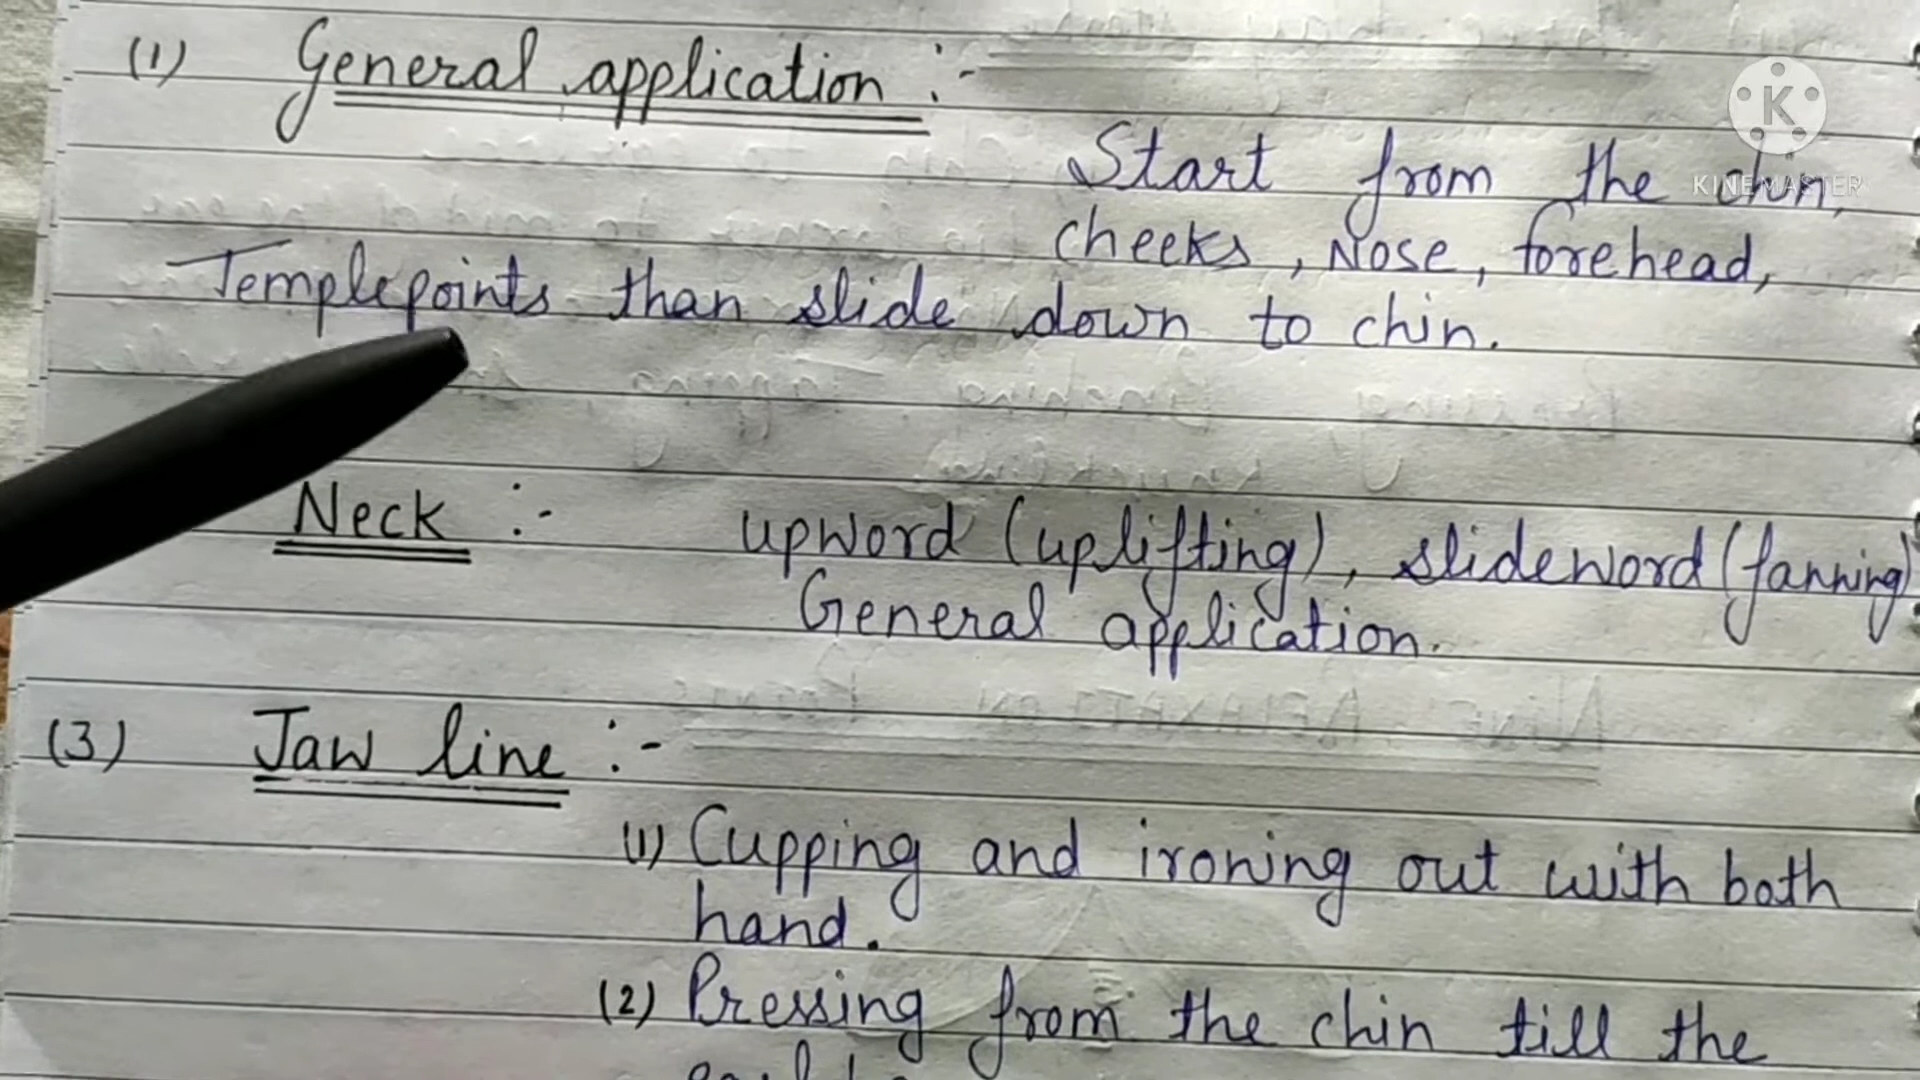 (1) General application :-
Start from the chin,
cheeks, Nose, forehead,
Templepoints than slide down to chin.
Neck :- upword (uplifting), slideword (fanning)
General application.
(3) Jaw line :-
(1) Cupping and ironing out with both
hand.
(2) Pressing from the chin till the
K
KINEMASTER